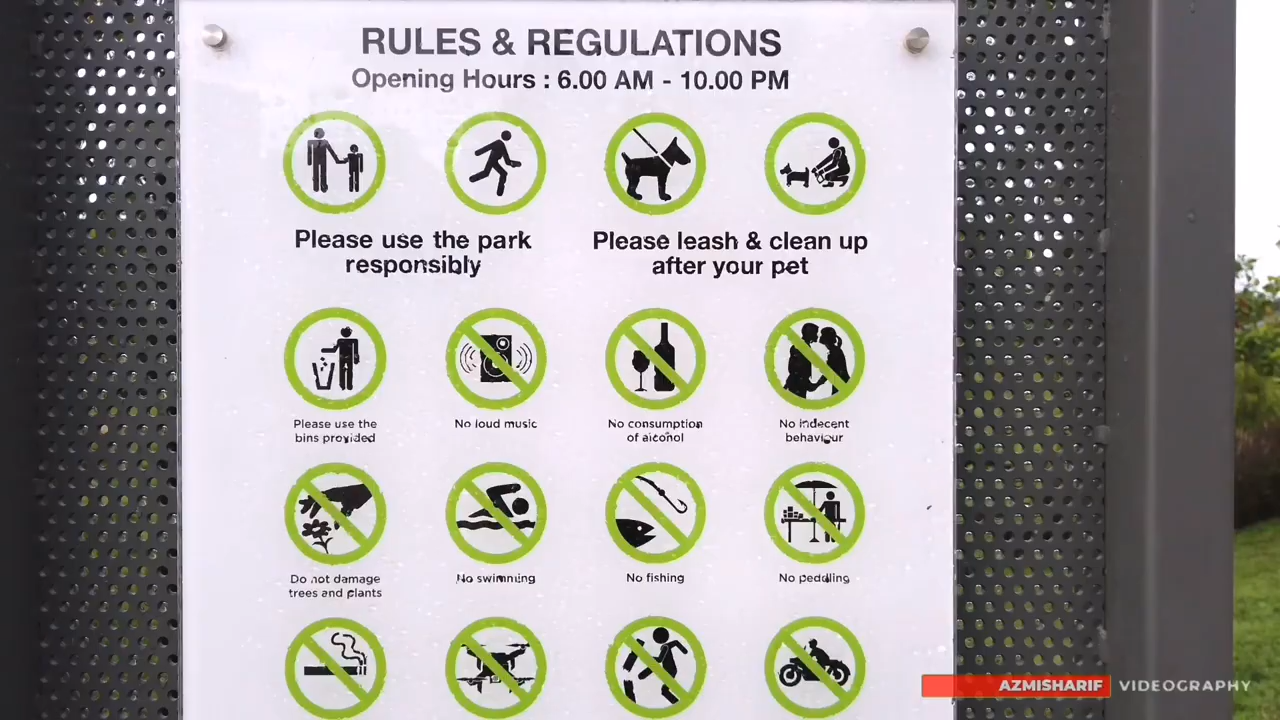 RULES & REGULATIONS
Opening Hours : 6.00 AM - 10.00 PM
Please use the park
responsibly
Please leash & clean up
after your pet
Please use the
bins provided
No loud music
No consumption
of alcohol
No indecent
behaviour
Do not damage
trees and plants
No swimming
No fishing
No peddling
AZMISHARIF VIDEOGRAPHY